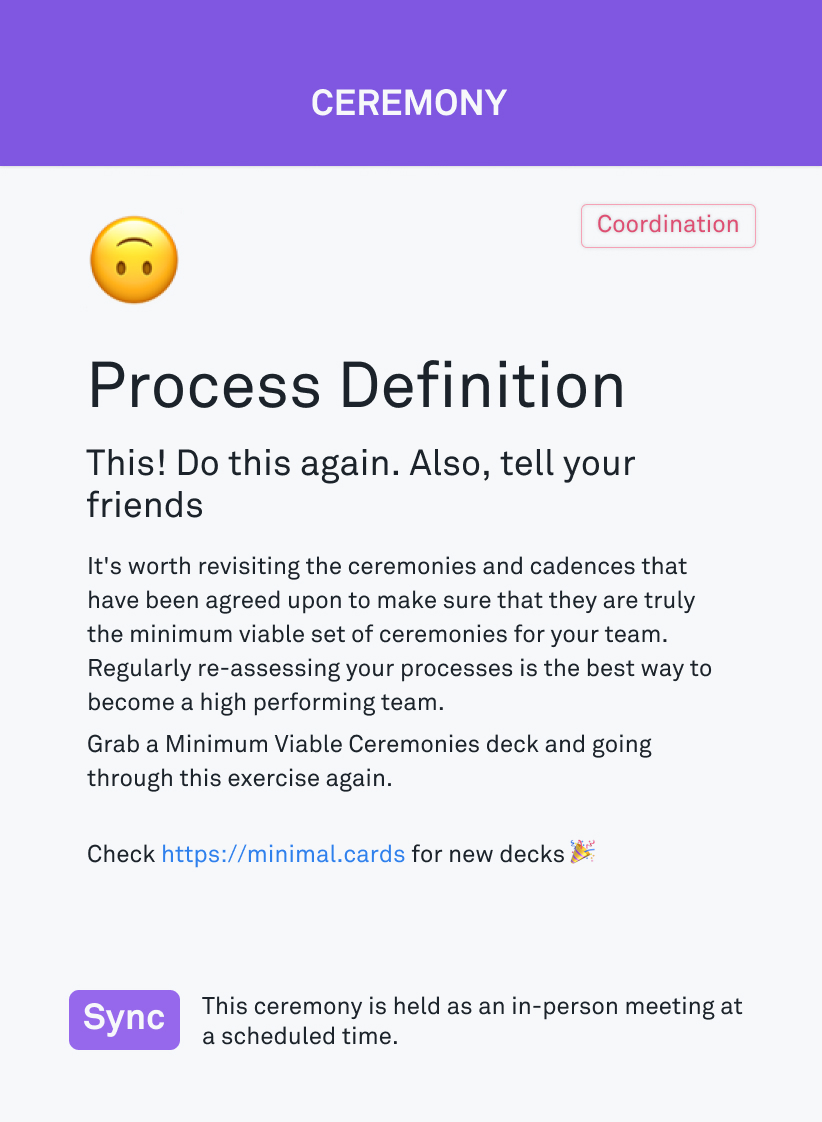 CEREMONY
Coordination
Process Definition
This! Do this again. Also, tell your
friends
It's worth revisiting the ceremonies and cadences that
have been agreed upon to make sure that they are truly
the minimum viable set of ceremonies for your team.
Regularly re-assessing your processes is the best way to
become a high performing team.
Grab a Minimum Viable Ceremonies deck and going
through this exercise again.
Check https://minimal.cards for new decks 🎉
Sync
This ceremony is held as an in-person meeting at
a scheduled time.